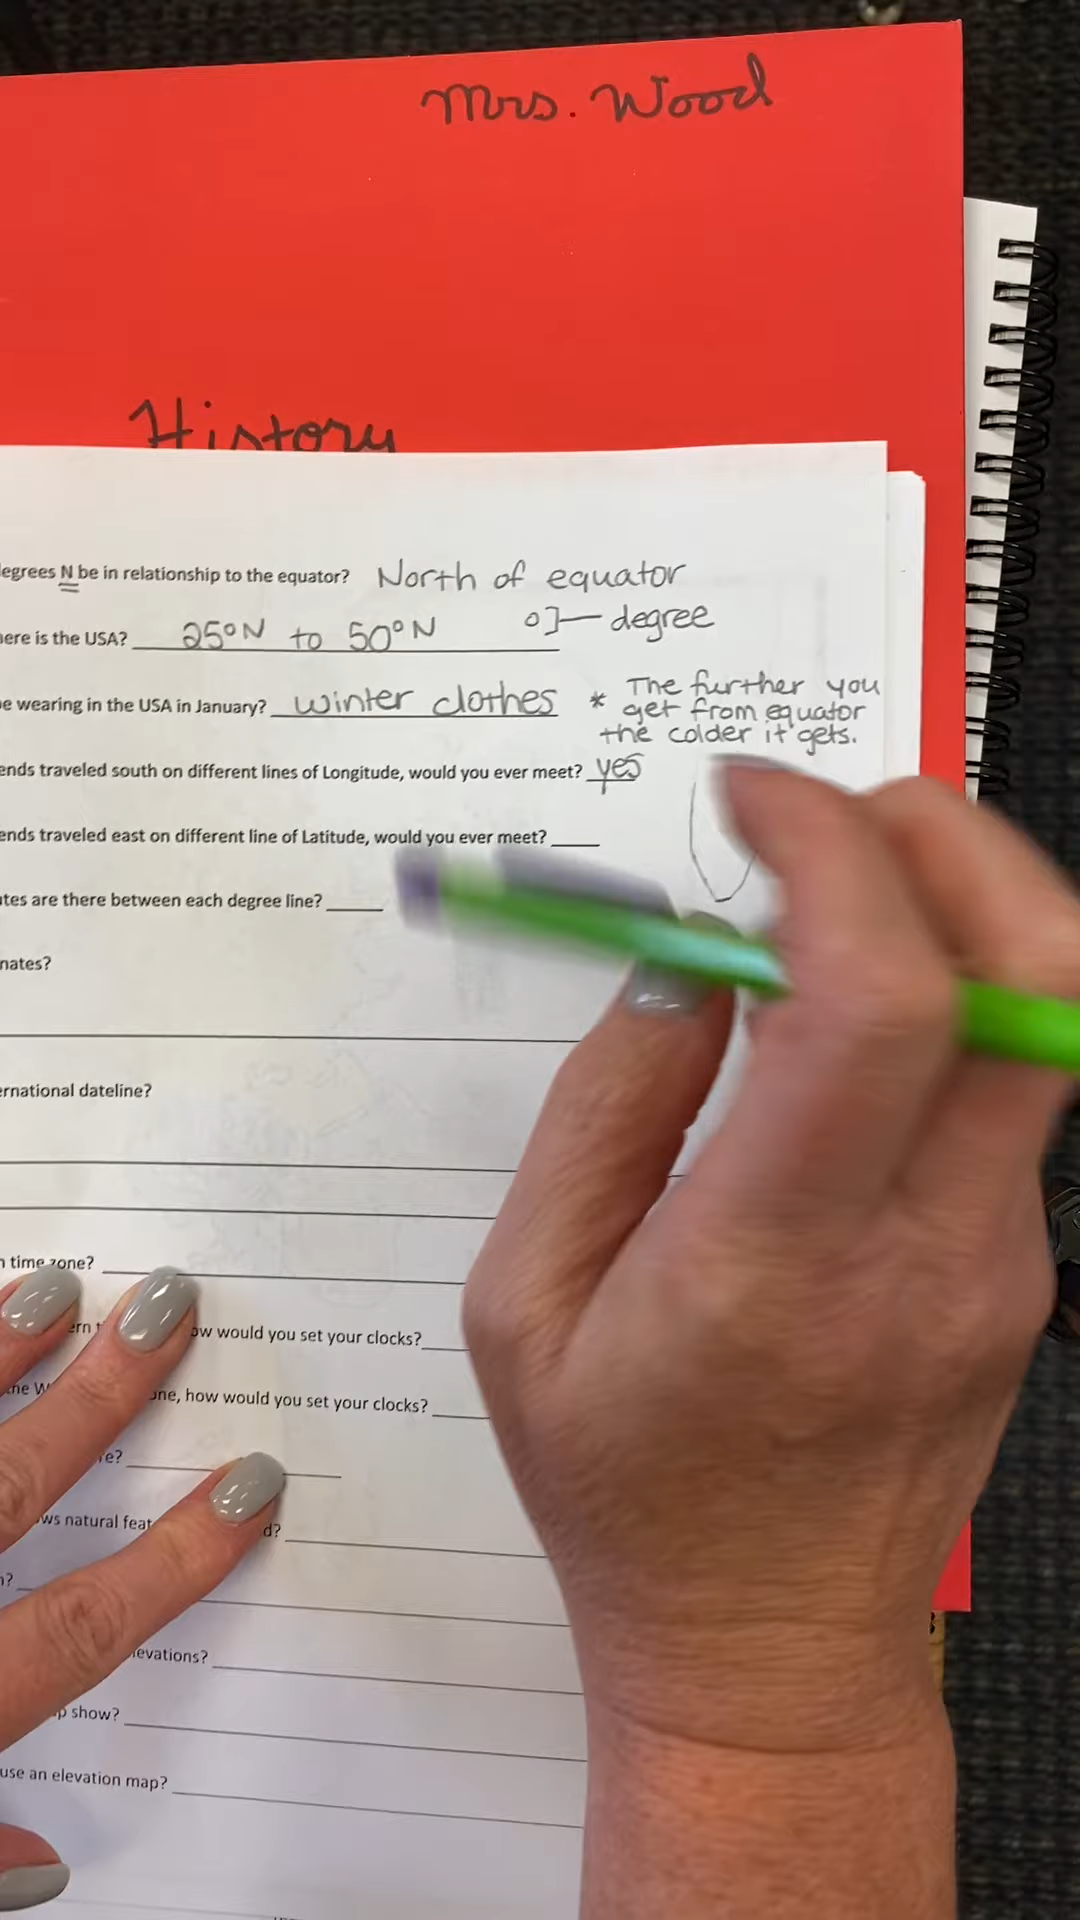 Mrs. Wood
History
egrees N be in relationship to the equator? North of equator
ere is the USA? 25°N to 50°N o]— degree
e wearing in the USA in January? winter clothes * The further you
get from equator
the colder it gets.
ends traveled south on different lines of Longitude, would you ever meet? yes
ends traveled east on different line of Latitude, would you ever meet?
tes are there between each degree line?
nates?
ernational dateline?
time zone?
ern ow would you set your clocks?
he W one, how would you set your clocks?
e?
ws natural feat d?
?
levations?
p show?
use an elevation map?